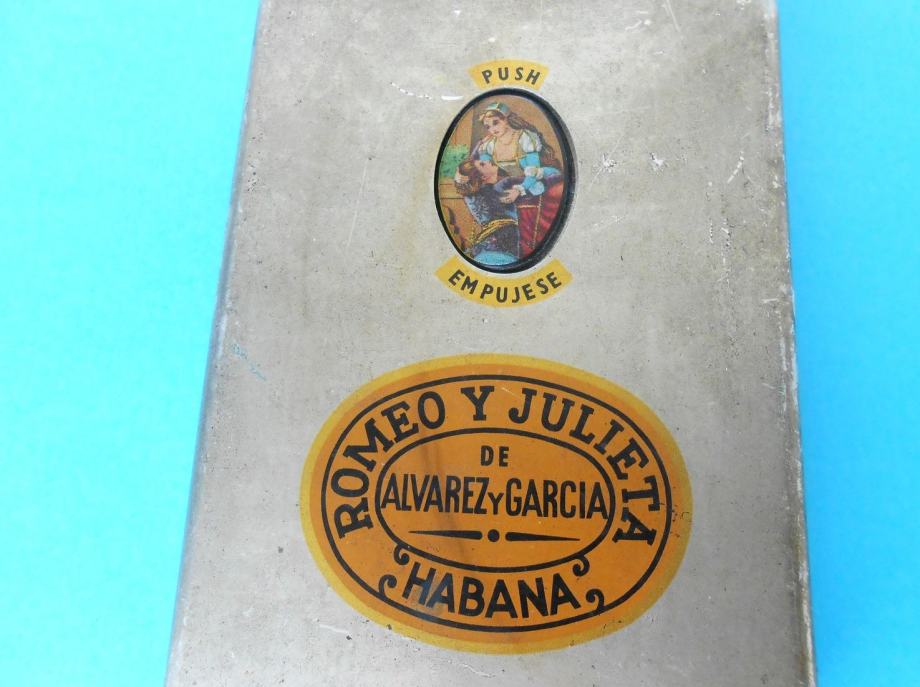 PUSH
EMPUJESE
ROMEO Y JULIETA
DE
ALVAREZ Y GARCIA
HABANA